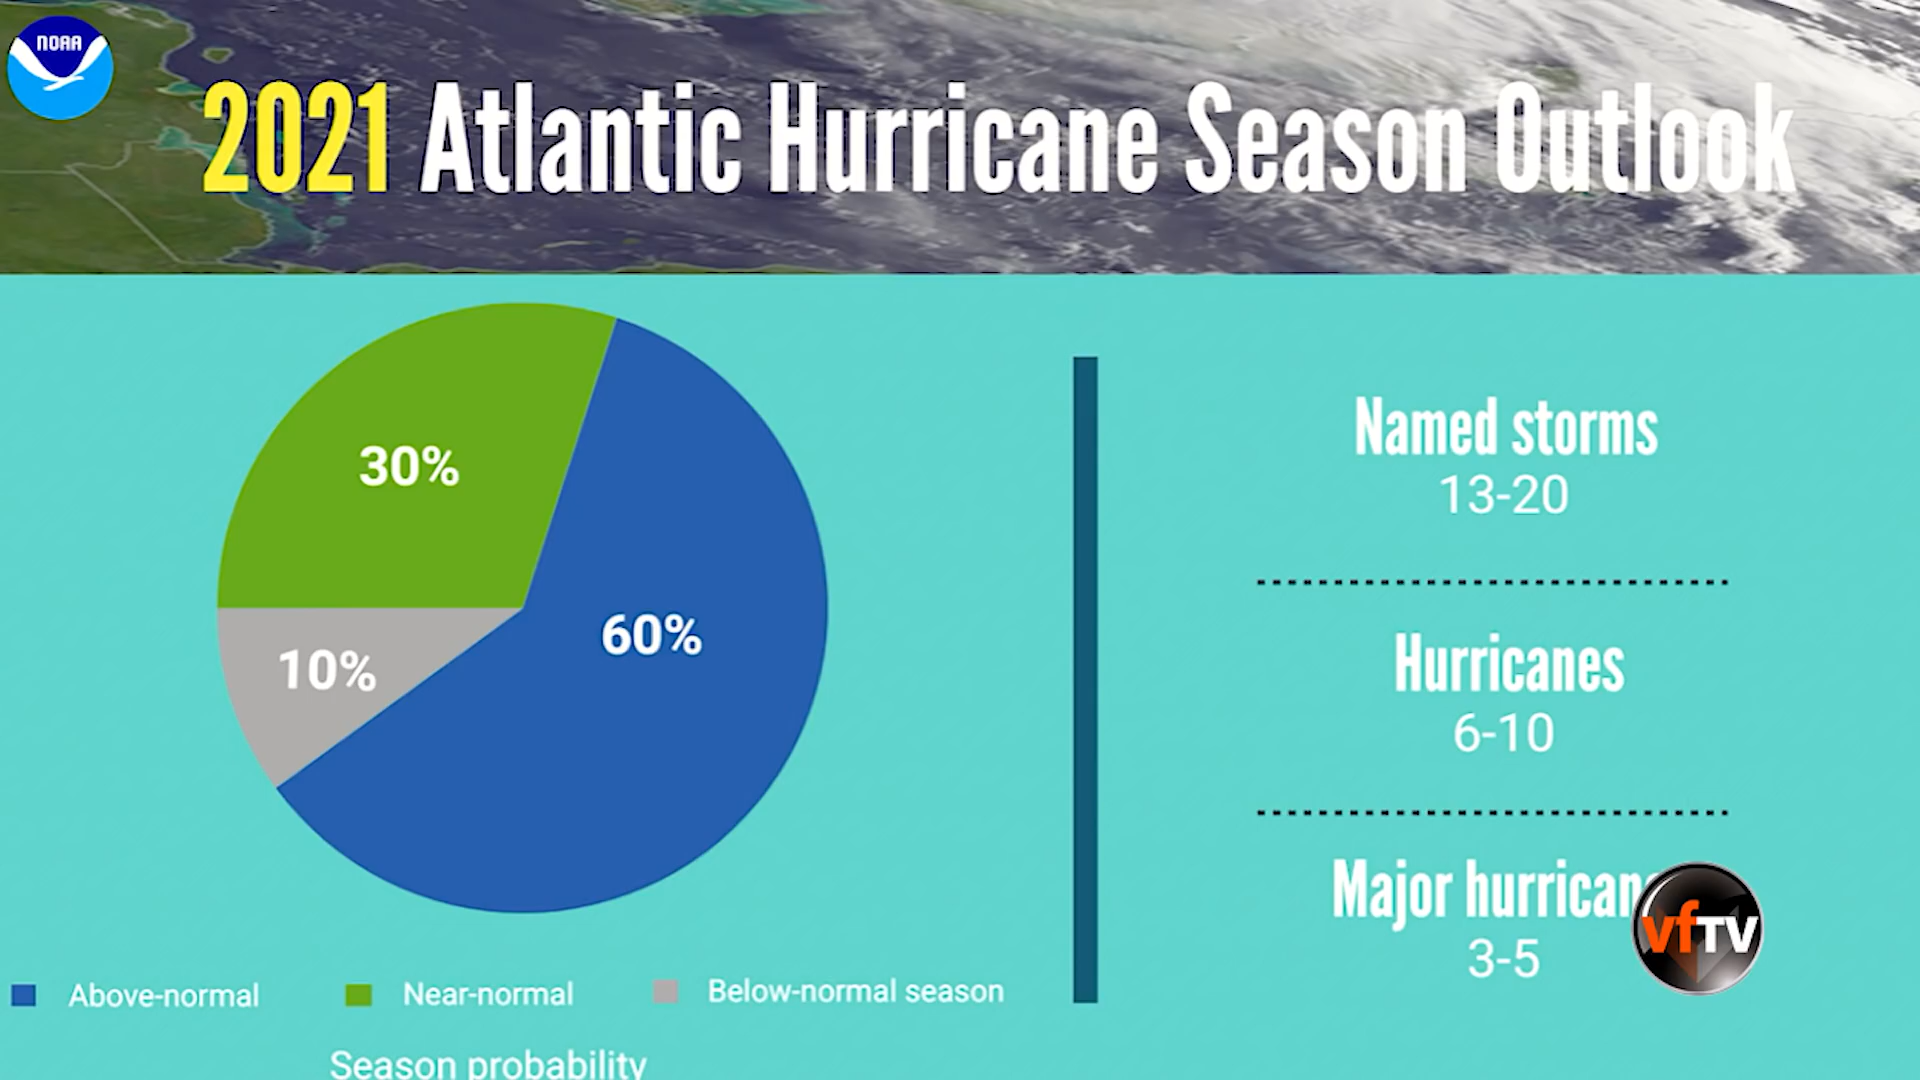 NOAA
2021 Atlantic Hurricane Season Outlook
30%
60%
10%
Named storms
13-20
Hurricanes
6-10
Major hurrican
3-5
vfTV
Above-normal
Near-normal
Below-normal season
Season probability